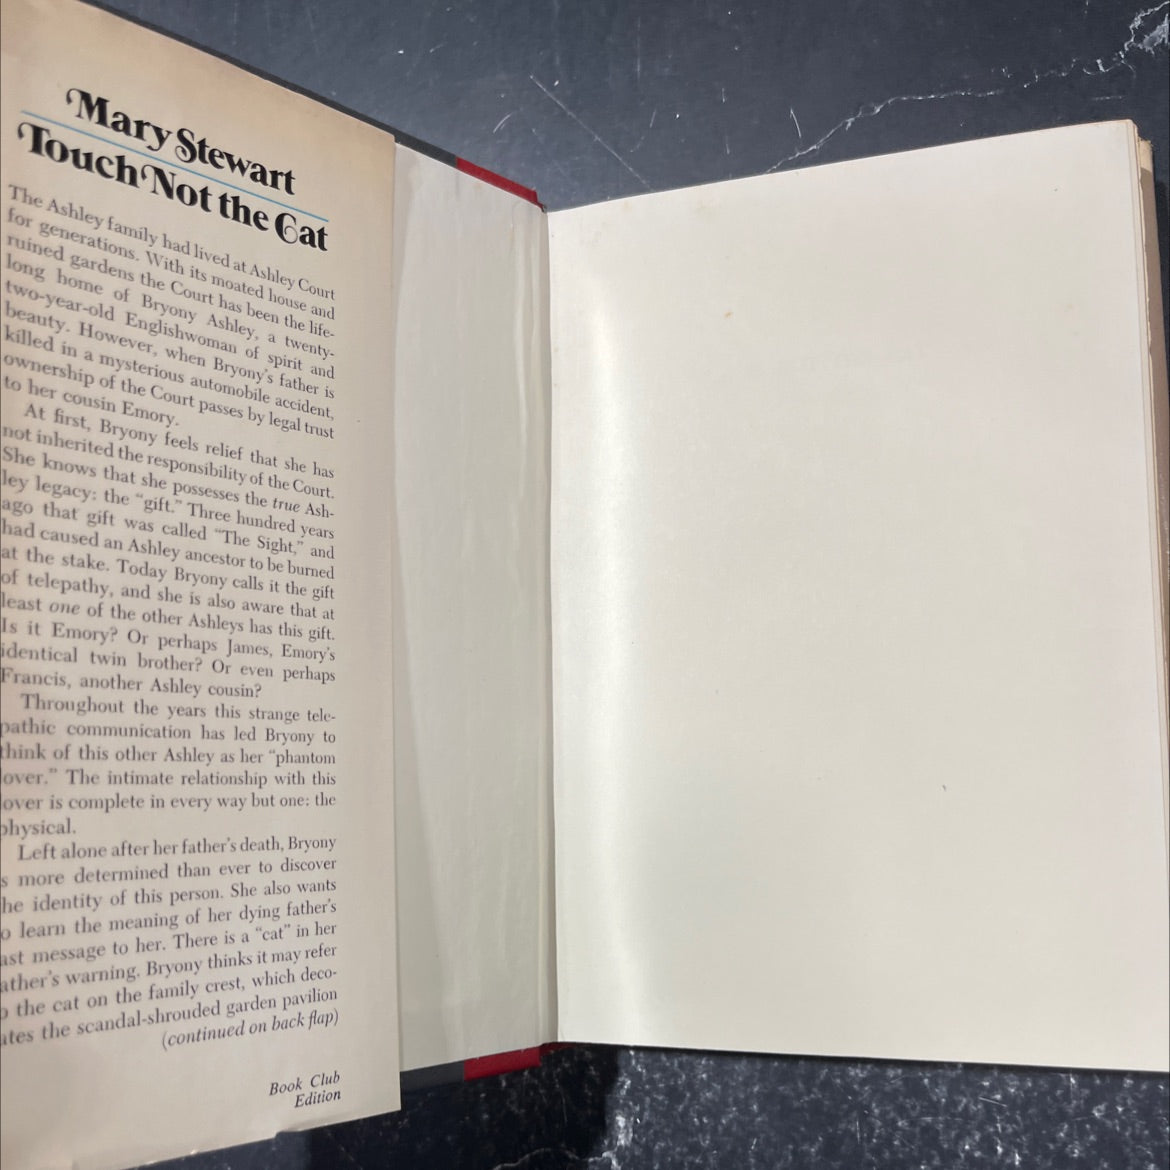 Mary Stewart
Touch Not the Cat
The Ashley family had lived at Ashley Court
for generations. With its moated house and
ruined gardens the Court has been the life-
long home of Bryony Ashley, a twenty-
two-year-old Englishwoman of spirit and
beauty. However, when Bryony's father is
killed in a mysterious automobile accident,
ownership of the Court passes by legal trust
to her cousin Emory.
At first, Bryony feels relief that she has
not inherited the responsibility of the Court.
She knows that she possesses the true Ash-
ley legacy: the "gift." Three hundred years
ago that gift was called "The Sight," and
had caused an Ashley ancestor to be burned
at the stake. Today Bryony calls it the gift
of telepathy, and she is also aware that at
least one of the other Ashleys has this gift.
Is it Emory? Or perhaps James, Emory's
identical twin brother? Or even perhaps
Francis, another Ashley cousin?
Throughout the years this strange tele-
pathic communication has led Bryony to
think of this other Ashley as her "phantom
lover." The intimate relationship with this
lover is complete in every way but one: the
physical.
Left alone after her father's death, Bryony
s more determined than ever to discover
he identity of this person. She also wants
o learn the meaning of her dying father's
ast message to her. There is a "cat" in her
ather's warning. Bryony thinks it may refer
o the cat on the family crest, which deco-
ates the scandal-shrouded garden pavilion
(continued on back flap)
Book Club
Edition